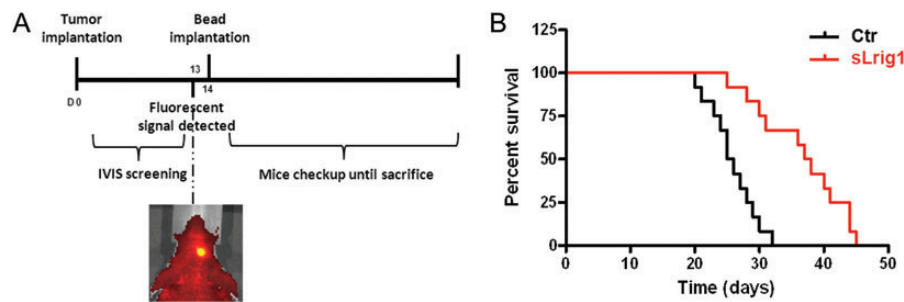 A
Tumor
implantation
Bead
implantation
13
D 0
14
Fluorescent
signal detected
IVIS screening
Mice checkup until sacrifice
B
Ctr
sLrig1
Percent survival
125
100
75
50
25
0
0 10 20 30 40 50
Time (days)